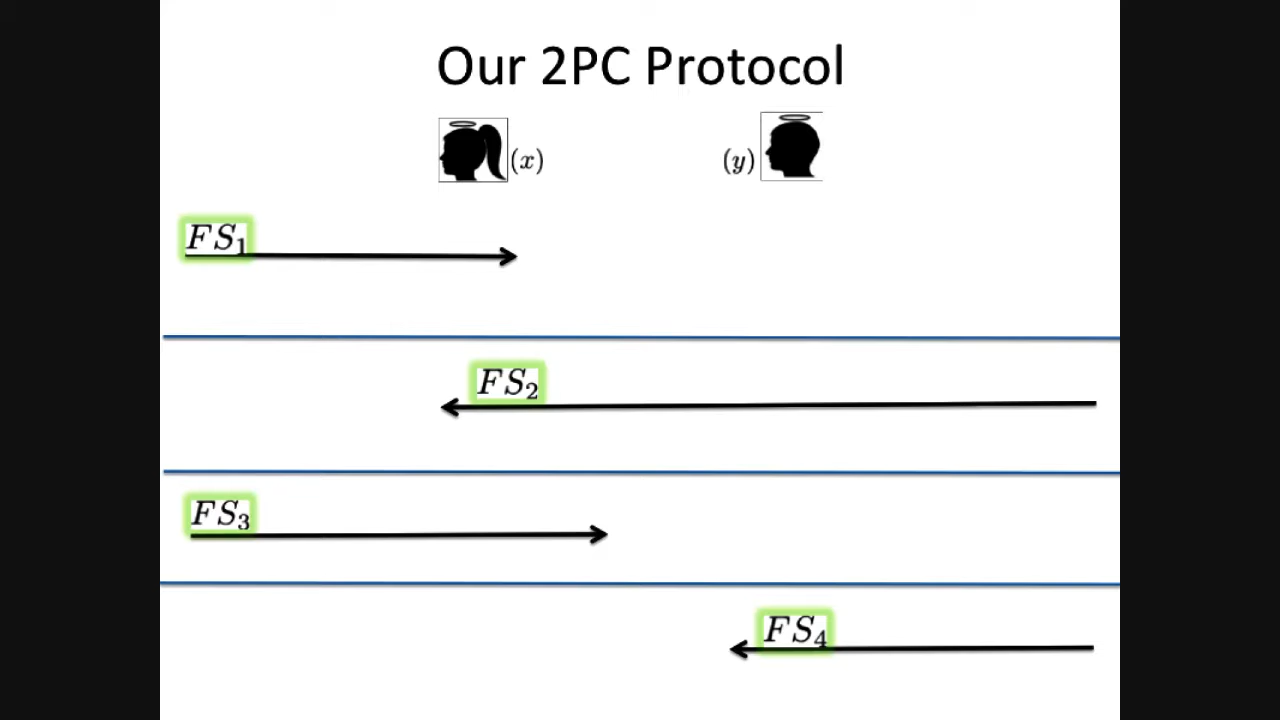 Our 2PC Protocol
(x) (y)
FS₁
FS₂
FS₃
FS₄